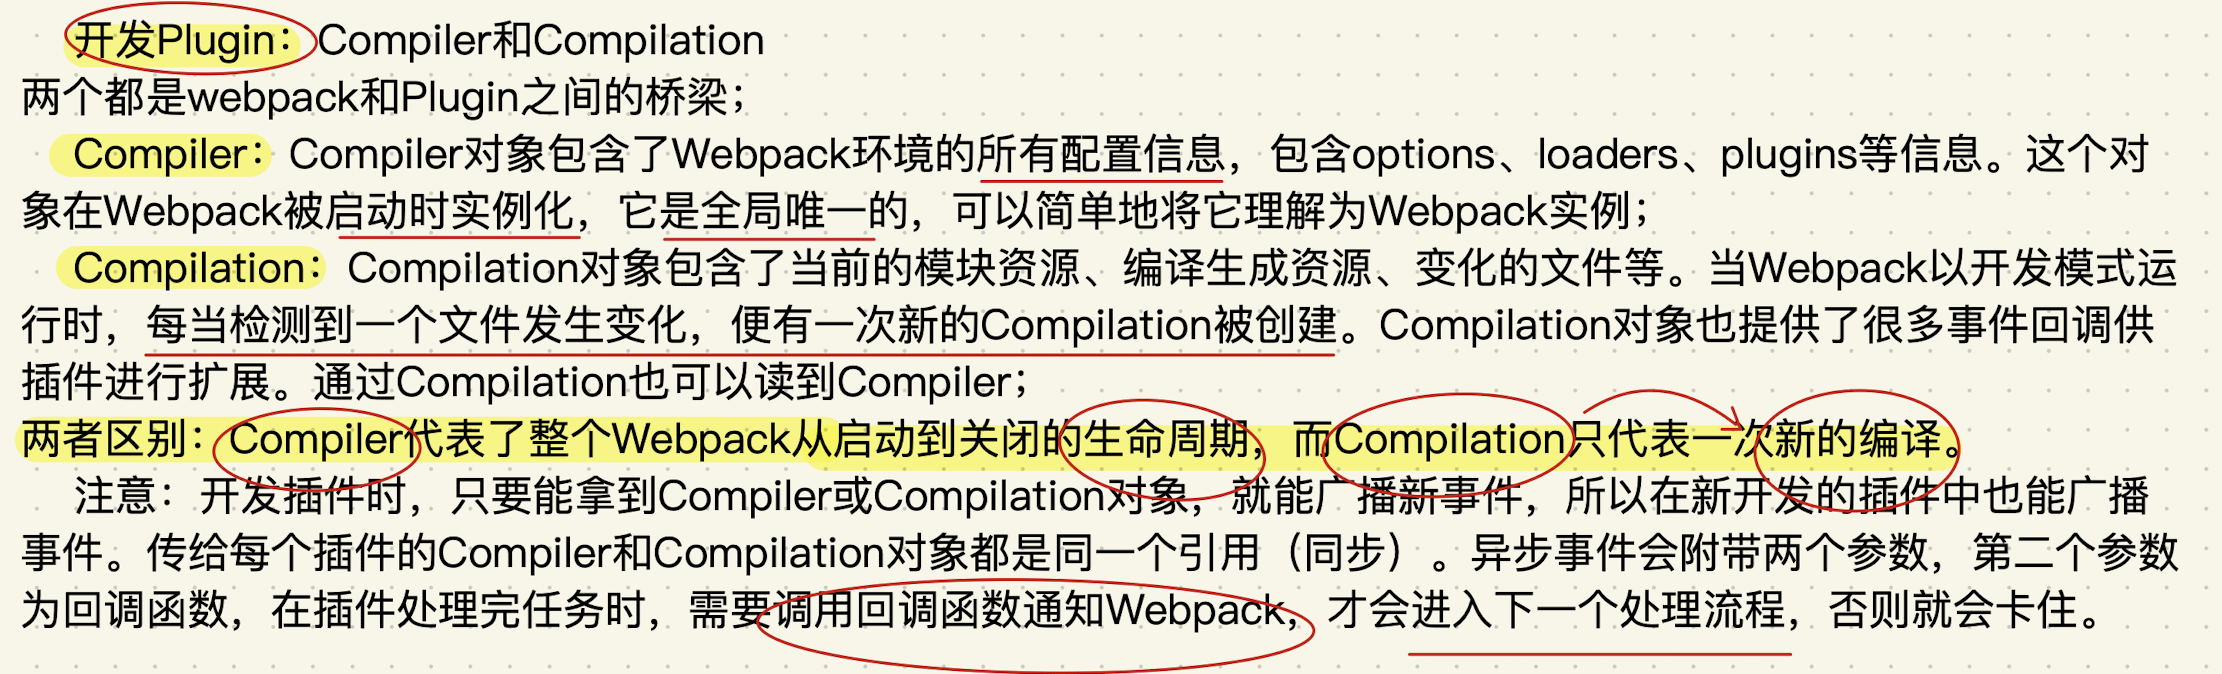 开发Plugin：Compiler和Compilation
两个都是webpack和Plugin之间的桥梁；
Compiler：Compiler对象包含了Webpack环境的所有配置信息，包含options、loaders、plugins等信息。这个对
象在Webpack被启动时实例化，它是全局唯一的，可以简单地将它理解为Webpack实例；
Compilation：Compilation对象包含了当前的模块资源、编译生成资源、变化的文件等。当Webpack以开发模式运
行时，每当检测到一个文件发生变化，便有一次新的Compilation被创建。Compilation对象也提供了很多事件回调供
插件进行扩展。通过Compilation也可以读到Compiler；
两者区别：Compiler代表了整个Webpack从启动到关闭的生命周期，而Compilation只代表一次新的编译。
注意：开发插件时，只要能拿到Compiler或Compilation对象，就能广播新事件，所以在新开发的插件中也能广播
事件。传给每个插件的Compiler和Compilation对象都是同一个引用（同步）。异步事件会附带两个参数，第二个参数
为回调函数，在插件处理完任务时，需要调用回调函数通知Webpack，才会进入下一个处理流程，否则就会卡住。